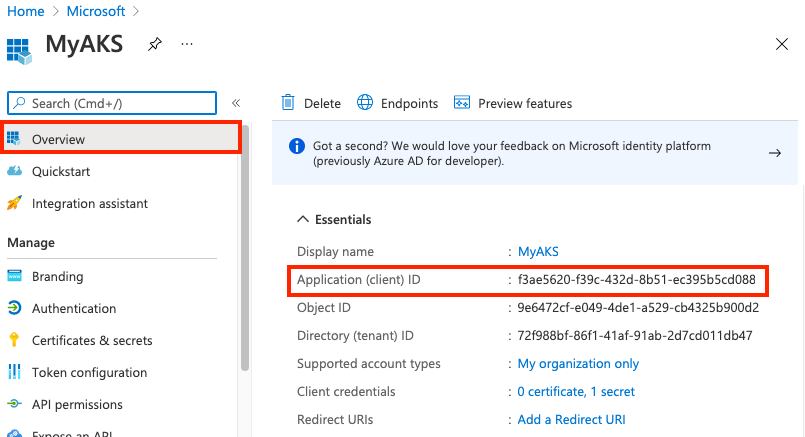 Home > Microsoft >
MyAKS
Search (Cmd+/)
Overview
Quickstart
Integration assistant
Manage
Branding
Authentication
Certificates & secrets
Token configuration
API permissions
Expose an API
Delete
Endpoints
Preview features
Got a second? We would love your feedback on Microsoft identity platform
(previously Azure AD for developer).
Essentials
Display name : MyAKS
Application (client) ID : f3ae5620-f39c-432d-8b51-ec395b5cd088
Object ID : 9e6472cf-e049-4de1-a529-cb4325b900d2
Directory (tenant) ID : 72f988bf-86f1-41af-91ab-2d7cd011db47
Supported account types : My organization only
Client credentials : 0 certificate, 1 secret
Redirect URIs : Add a Redirect URI